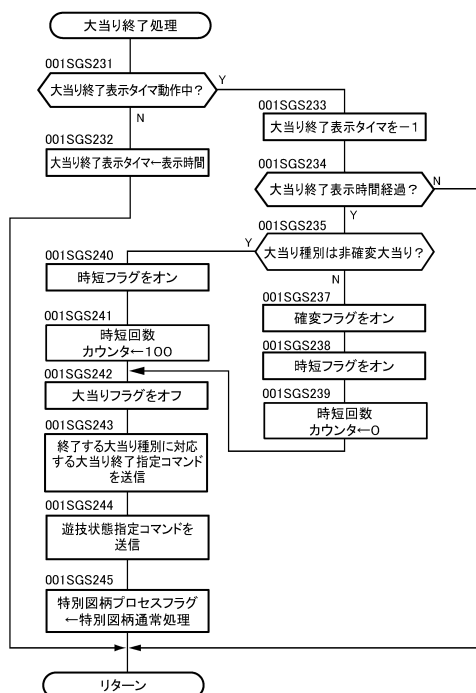 大当り終了処理
001SGS231
大当り終了表示タイマ動作中？
Y
N
001SGS232
大当り終了表示タイマ←表示時間
001SGS233
大当り終了表示タイマを－1
001SGS234
大当り終了表示時間経過？
N
Y
001SGS235
大当り種別は非確変大当り？
Y
N
001SGS240
時短フラグをオン
001SGS241
時短回数
カウンタ←100
001SGS237
確変フラグをオン
001SGS238
時短フラグをオン
001SGS239
時短回数
カウンタ←0
001SGS242
大当りフラグをオフ
001SGS243
終了する大当り種別に対応
する大当り終了指定コマンド
を送信
001SGS244
遊技状態指定コマンドを
送信
001SGS245
特別図柄プロセスフラグ
←特別図柄通常処理
リターン